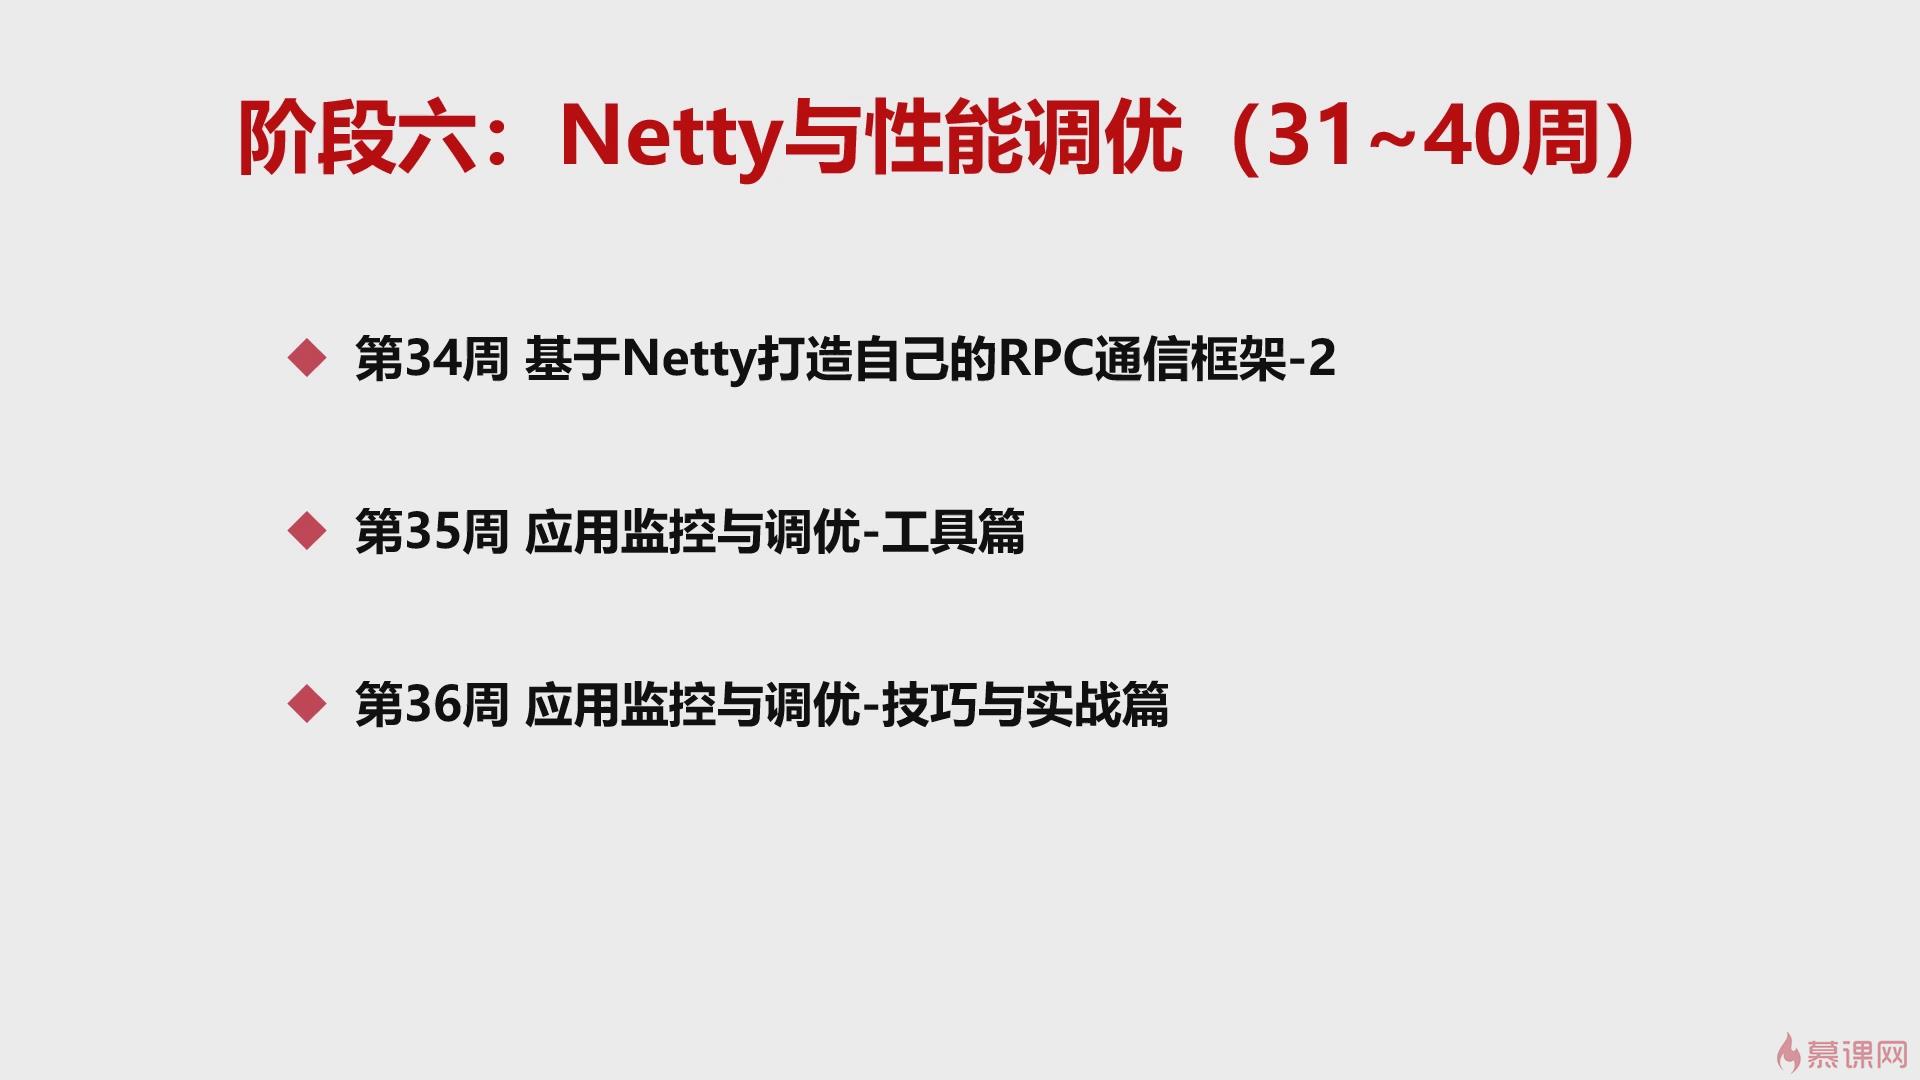 阶段六：Netty与性能调优（31~40周）
第34周 基于Netty打造自己的RPC通信框架-2
第35周 应用监控与调优-工具篇
第36周 应用监控与调优-技巧与实战篇
慕课网